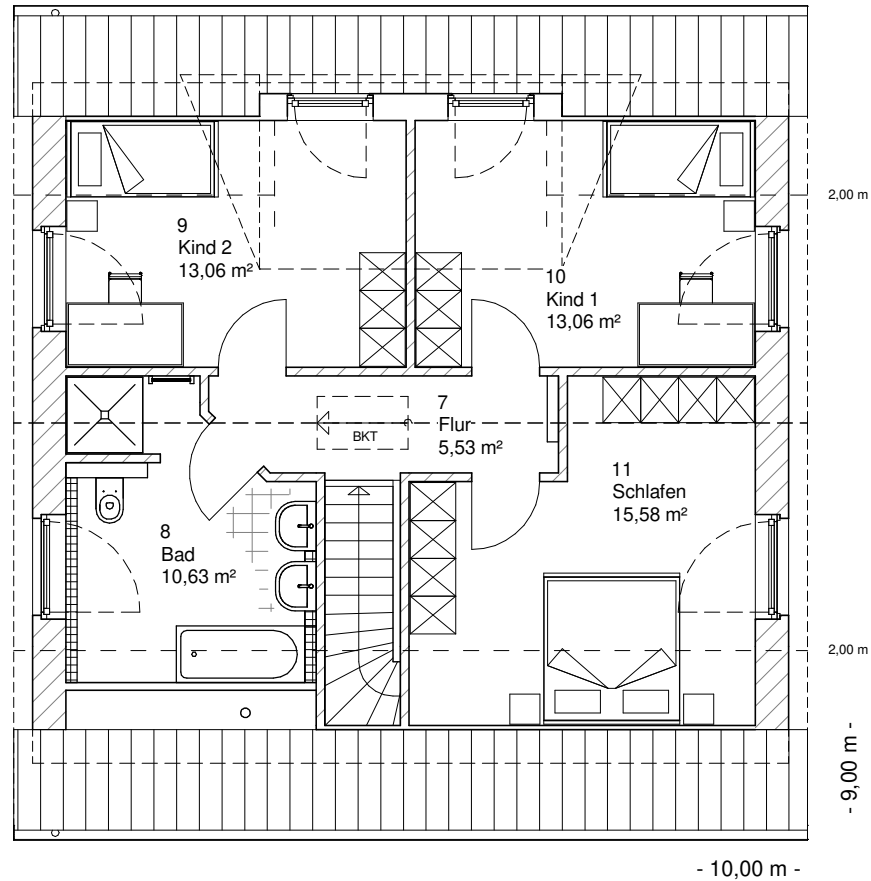 2,00 m
9
Kind 2
13,06 m²
10
Kind 1
13,06 m²
7
Flur
5,53 m²
BKT
11
Schlafen
15,58 m²
8
Bad
10,63 m²
2,00 m
- 9,00 m -
- 10,00 m -